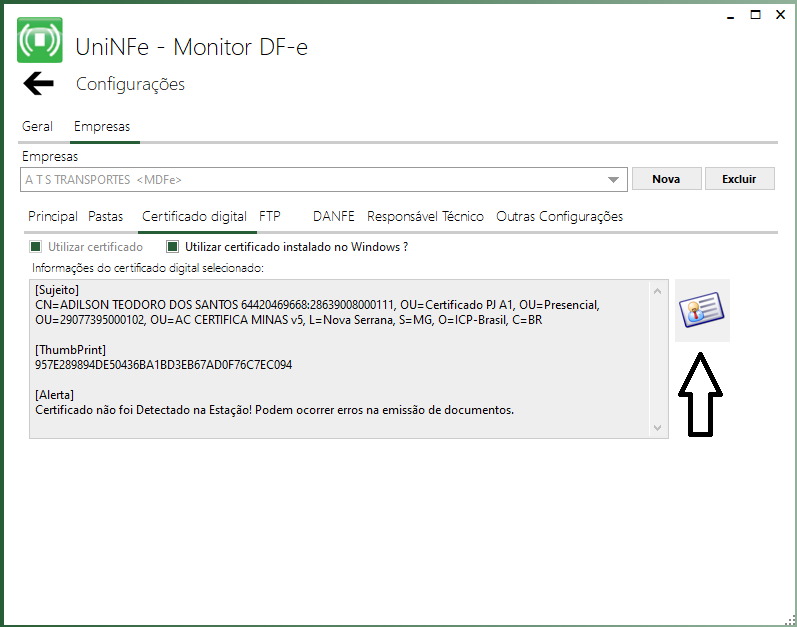 UniNFe - Monitor DF-e
Configurações
Geral Empresas
Empresas
A T S TRANSPORTES <MDFe>
Nova Excluir
Principal Pastas Certificado digital FTP DANFE Responsável Técnico Outras Configurações
Utilizar certificado Utilizar certificado instalado no Windows ?
Informações do certificado digital selecionado:
[Sujeito]
CN=ADILSON TEODORO DOS SANTOS 64420469668:28639008000111, OU=Certificado PJ A1, OU=Presencial,
OU=29077395000102, OU=AC CERTIFICA MINAS v5, L=Nova Serrana, S=MG, O=ICP-Brasil, C=BR
[ThumbPrint]
957E289894DE50436BA1BD3EB67AD0F76C7EC094
[Alerta]
Certificado não foi Detectado na Estação! Podem ocorrer erros na emissão de documentos.